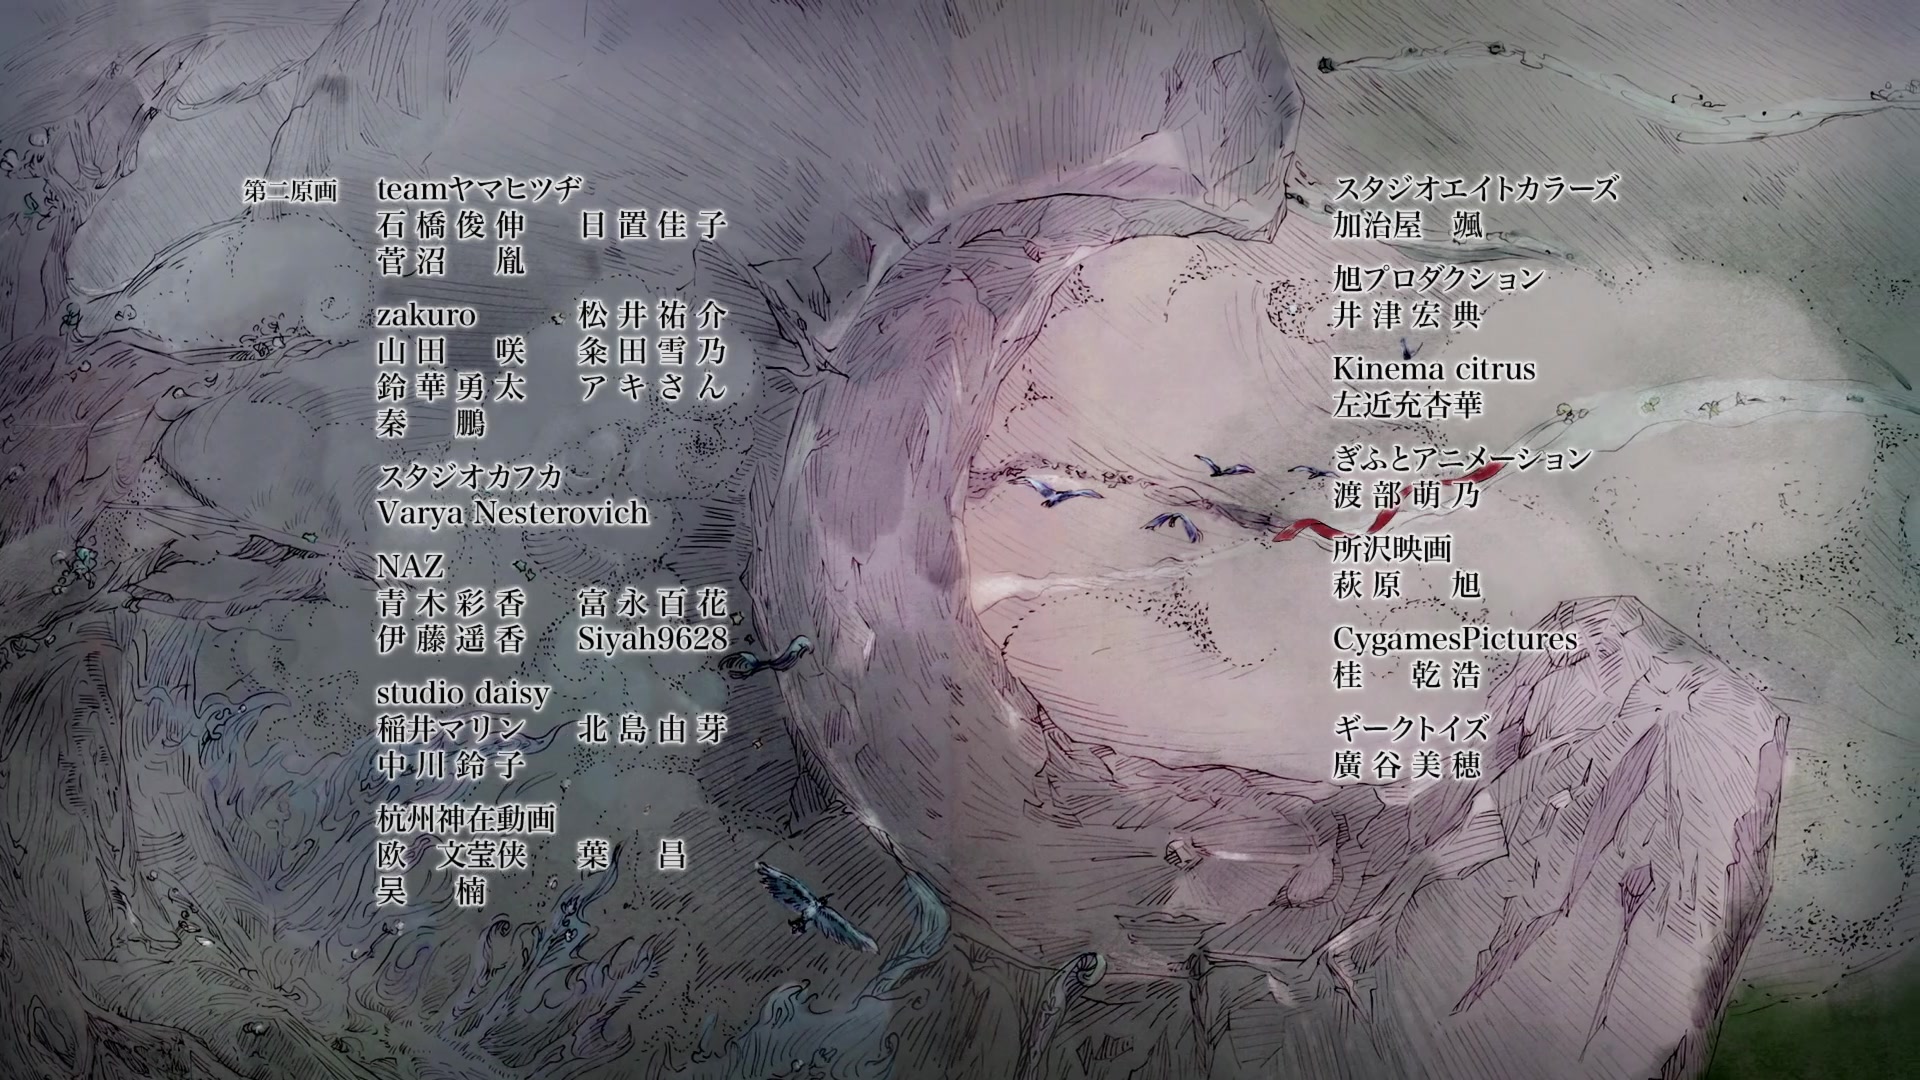 第二原画 teamヤマヒツヂ
石橋俊伸 日置佳子
菅沼 胤
zakuro 松井祐介
山田 咲 粂田雪乃
鈴華勇太 アキさん
秦 鵬
スタジオカフカ
Varya Nesterovich
NAZ
青木彩香 富永百花
伊藤遥香 Siyah9628
studio daisy
稲井マリン 北島由芽
中川鈴子
杭州神在動画
欧 文莹侠 葉 昌
吴 楠
スタジオエイトカラーズ
加治屋 颯
旭プロダクション
井津宏典
Kinema citrus
左近充杏華
ぎふとアニメーション
渡部萌乃
所沢映画
萩原 旭
CygamesPictures
桂 乾浩
ギークトイズ
廣谷美穂